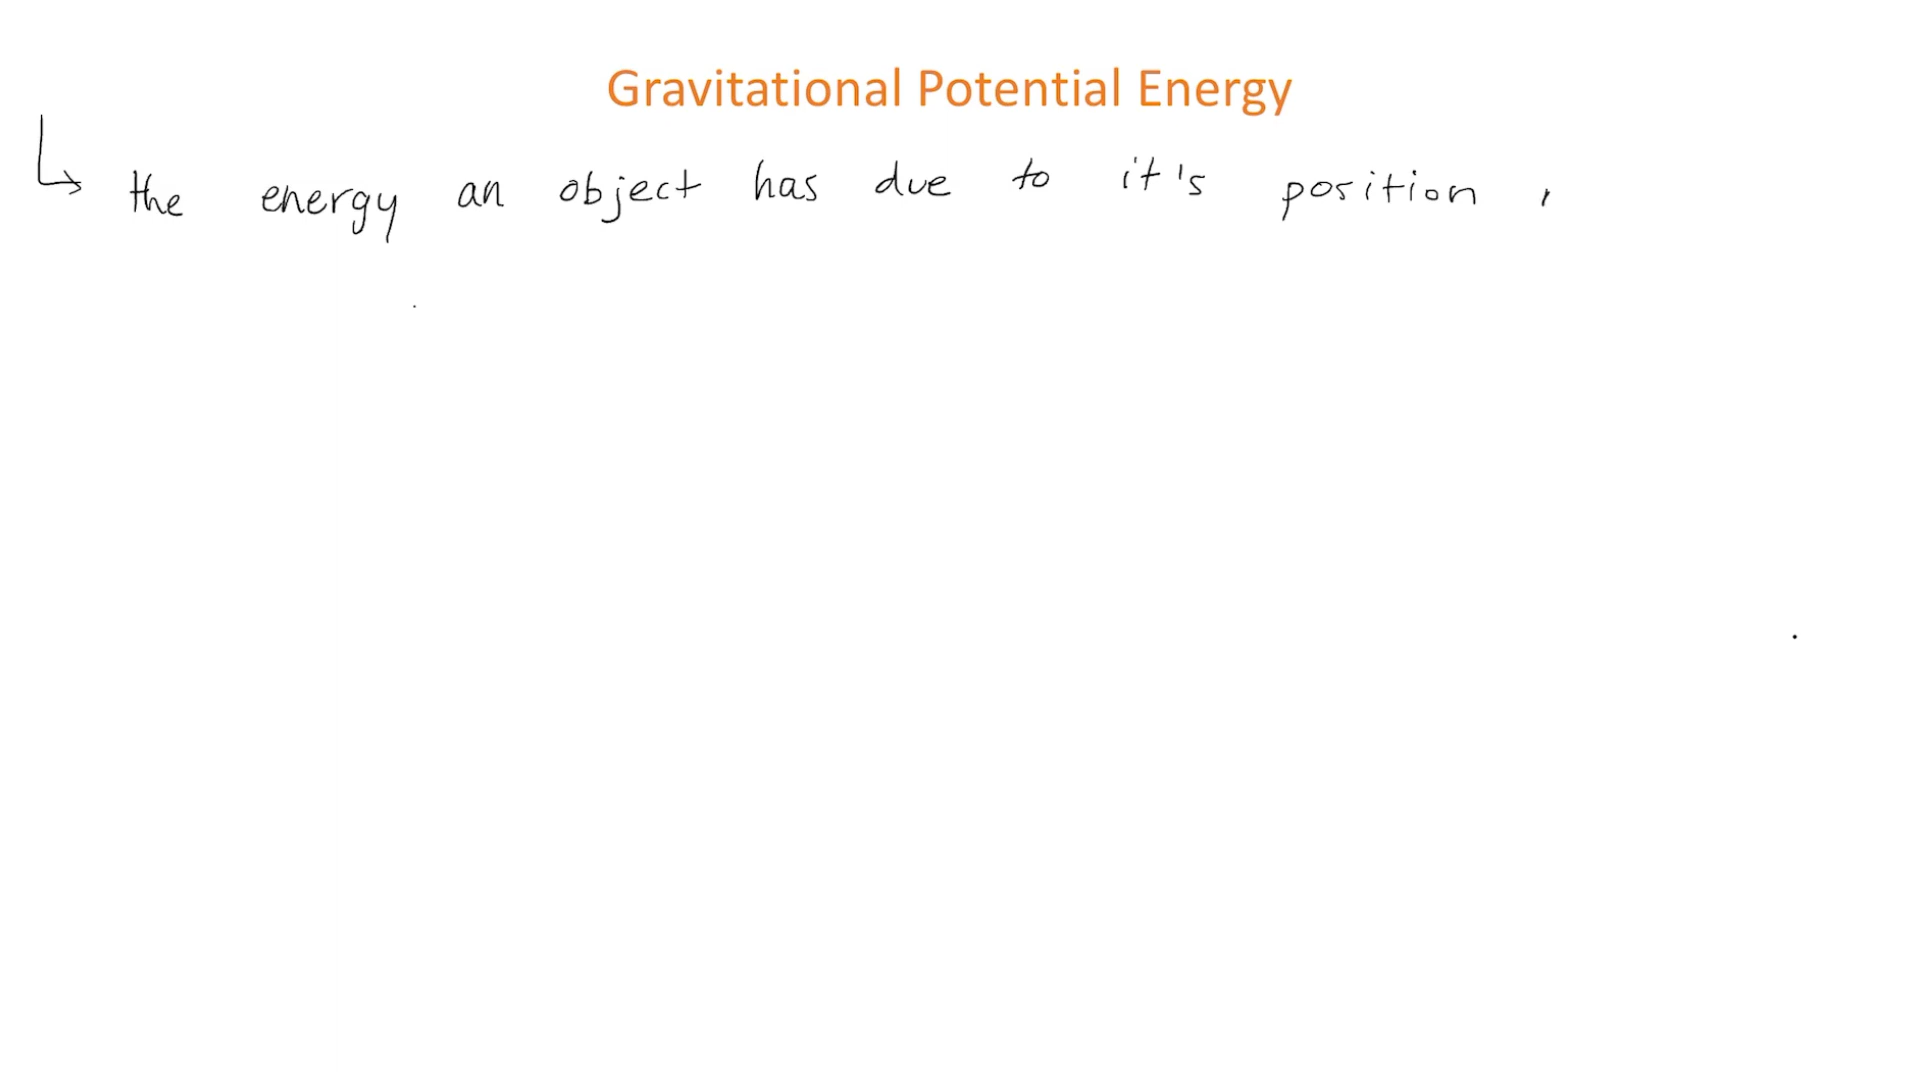 Gravitational Potential Energy
the energy an object has due to it's position